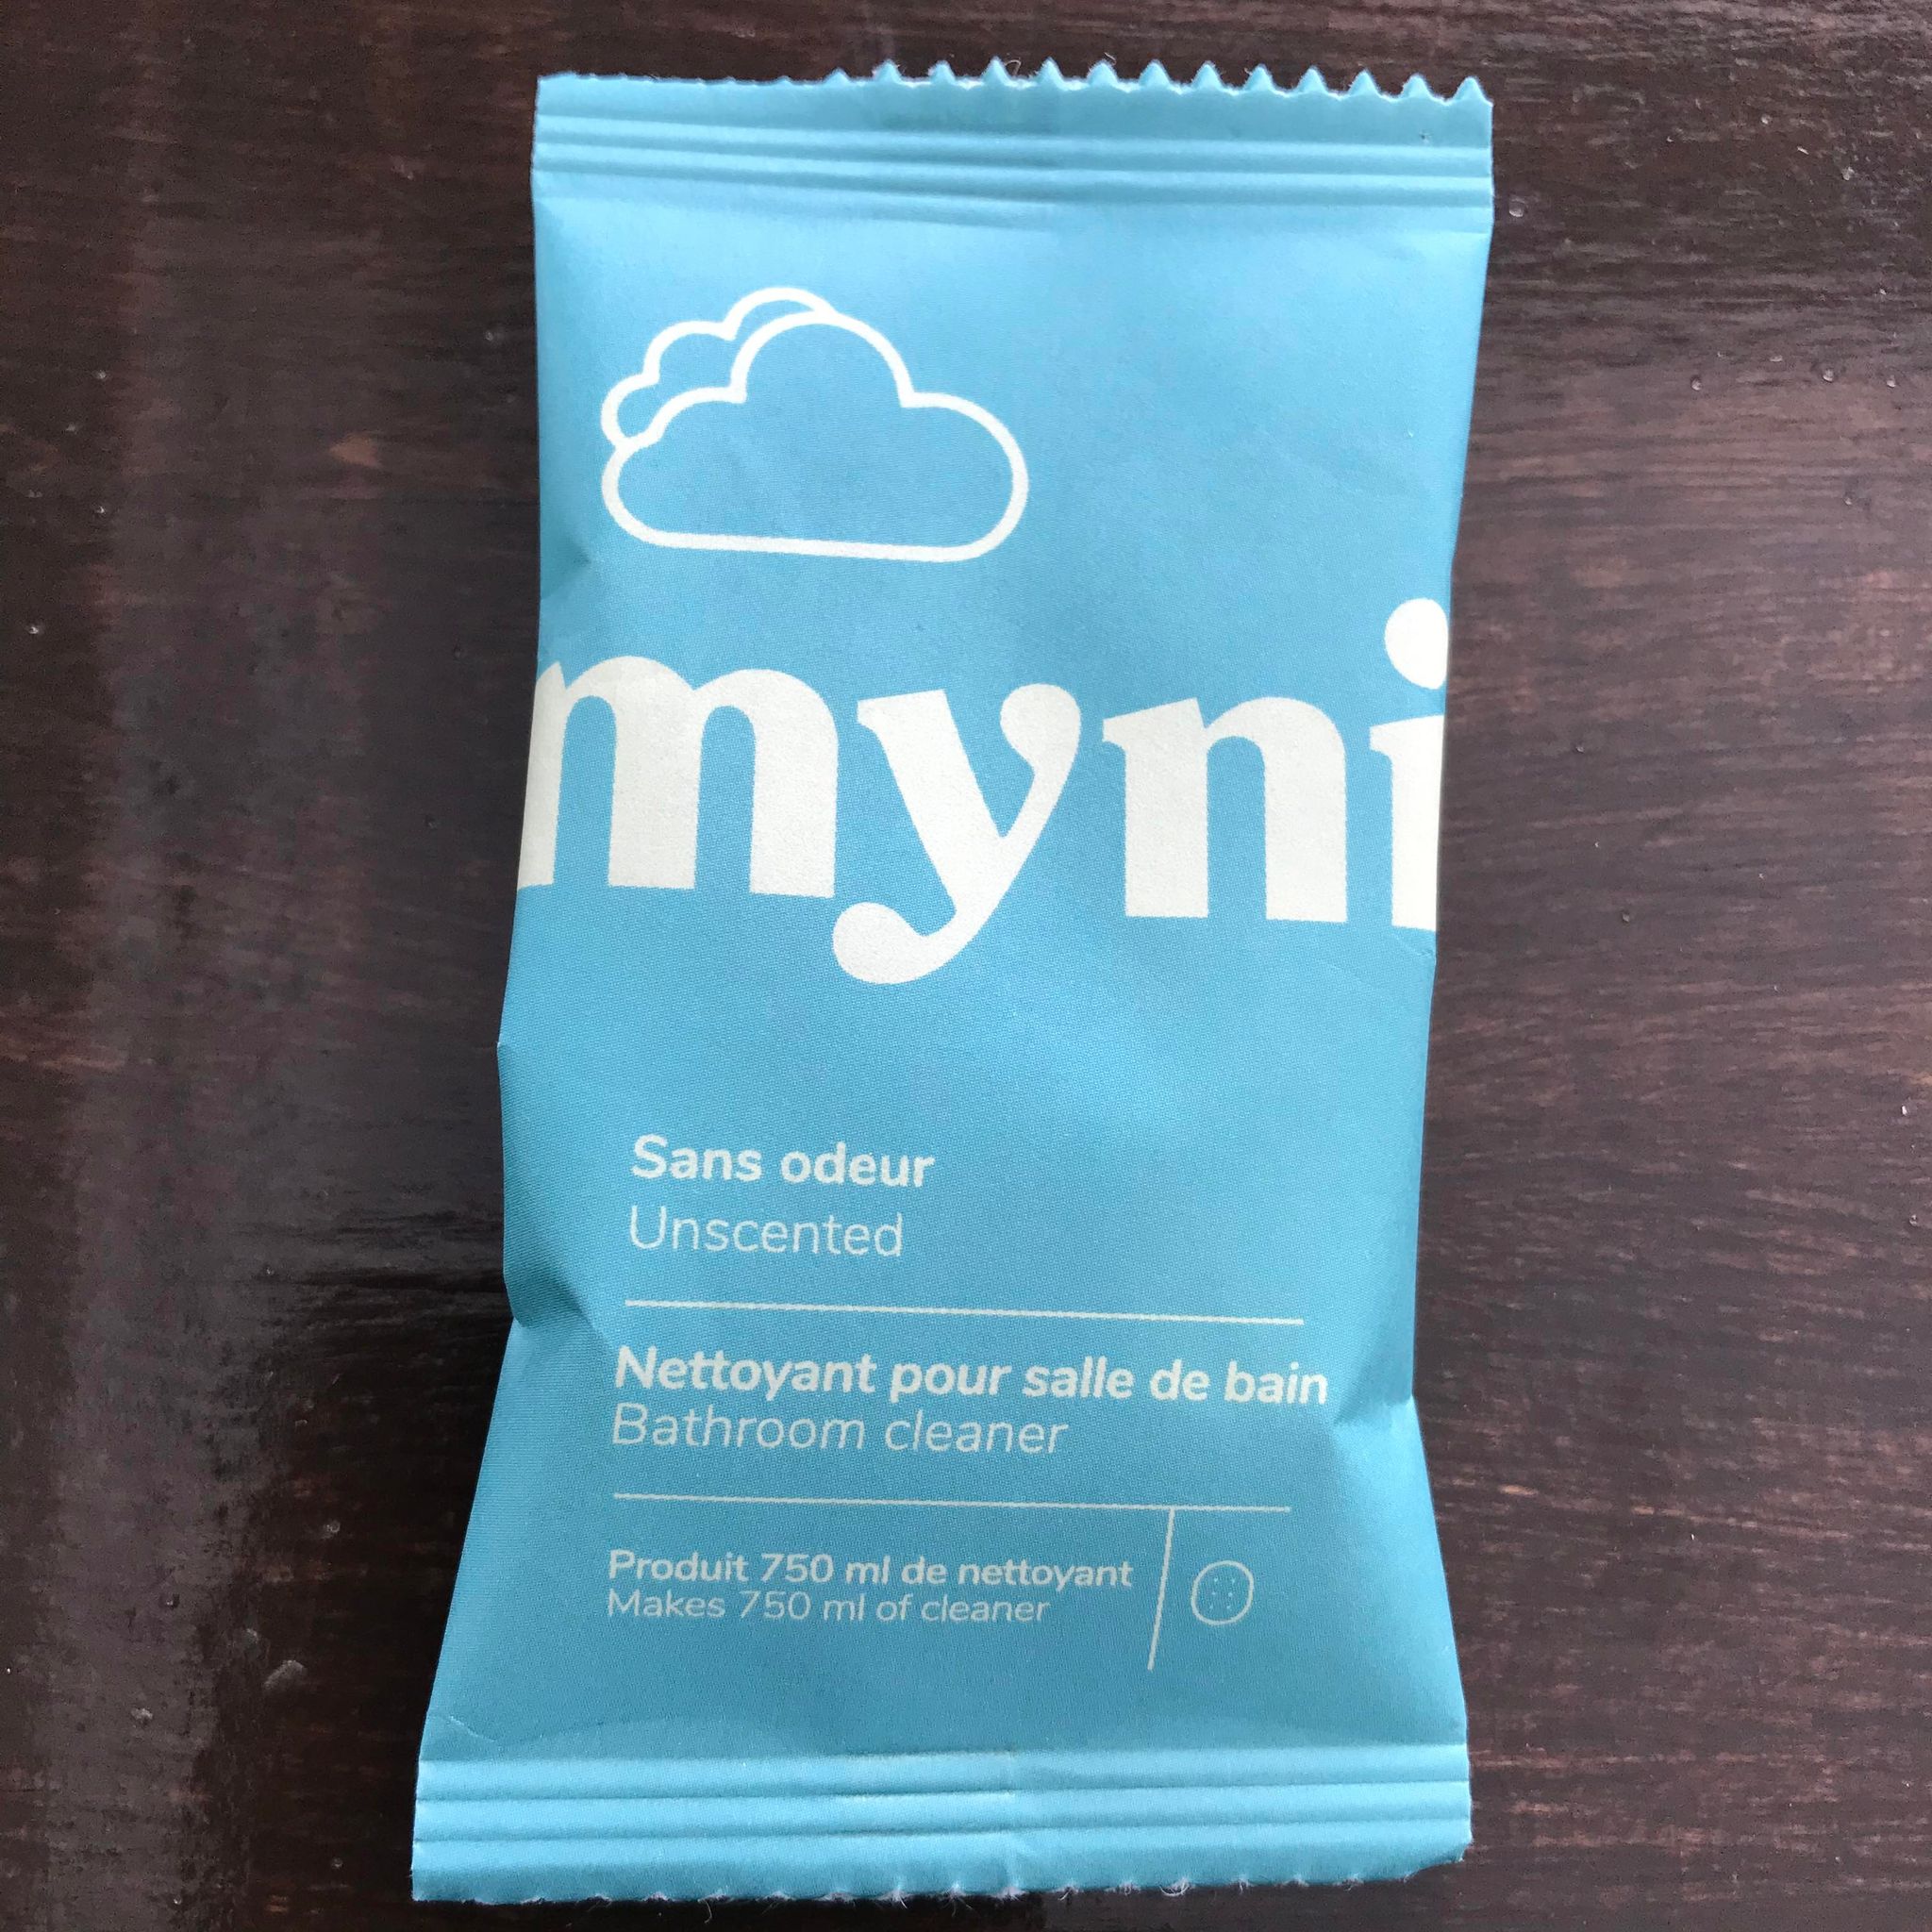 myni
Sans odeur
Unscented
Nettoyant pour salle de bain
Bathroom cleaner
Produit 750 ml de nettoyant
Makes 750 ml of cleaner